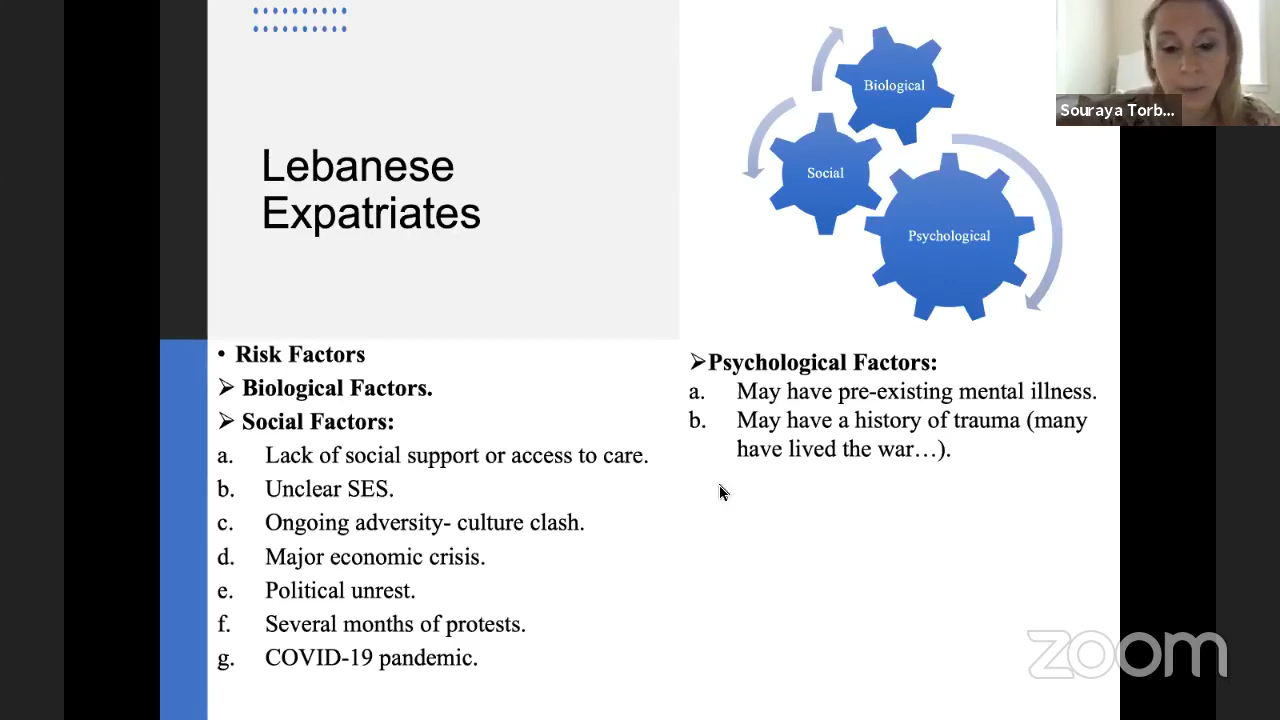 Lebanese
Expatriates
Biological
Social
Psychological
Souraya Torb...
• Risk Factors
➢ Biological Factors.
➢ Social Factors:
a. Lack of social support or access to care.
b. Unclear SES.
c. Ongoing adversity- culture clash.
d. Major economic crisis.
e. Political unrest.
f. Several months of protests.
g. COVID-19 pandemic.
➢Psychological Factors:
a. May have pre-existing mental illness.
b. May have a history of trauma (many
have lived the war…).
zoom